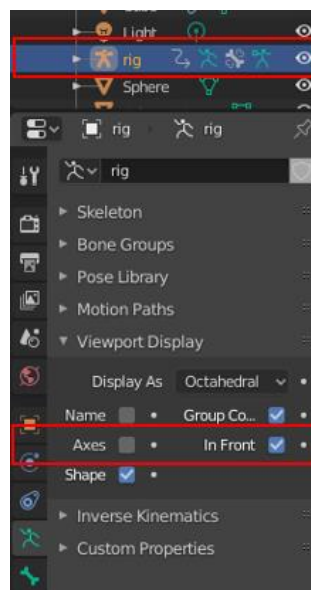 Light
rig
Sphere
rig rig
rig
Skeleton
Bone Groups
Pose Library
Motion Paths
Viewport Display
Display As Octahedral
Name Group Co...
Axes In Front
Shape
Inverse Kinematics
Custom Properties